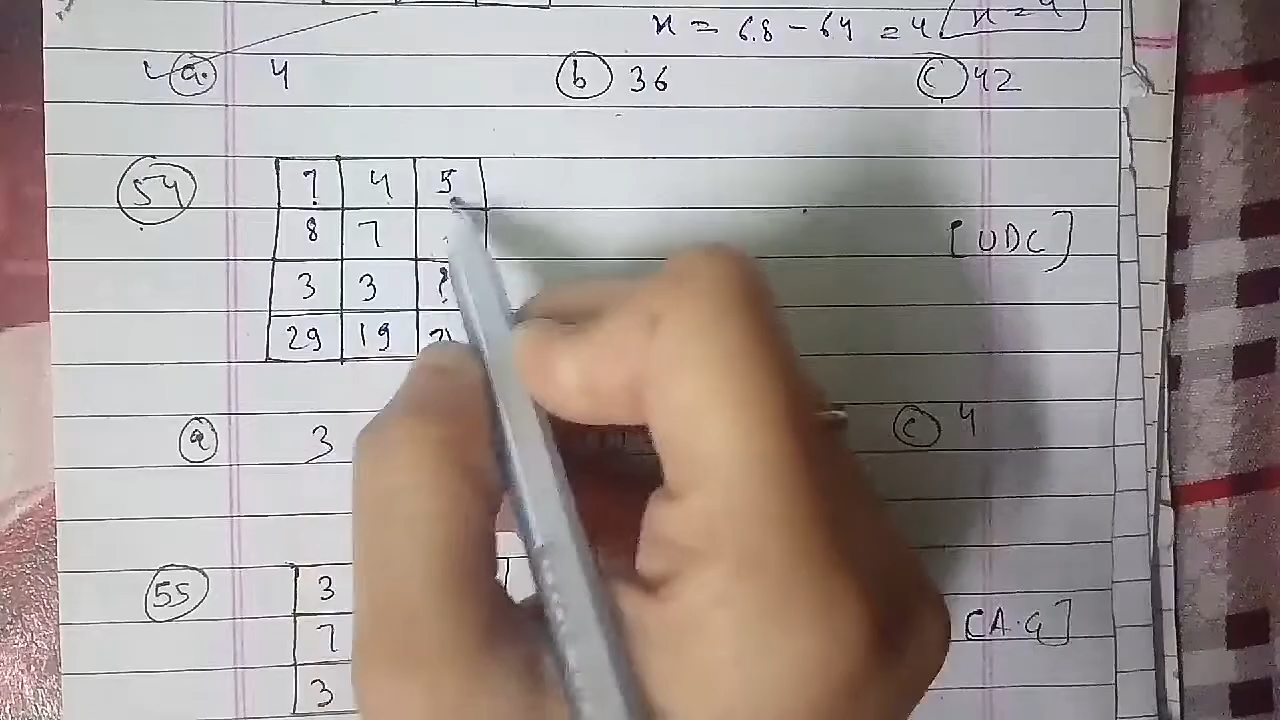 x = 68 - 64 = 4 x = 4
a. 4 b 36 c 42
54 7 4 5
8 7 [UDC]
3 3 ?
29 19
a 3 c 4
55 3
7 [A.G]
3